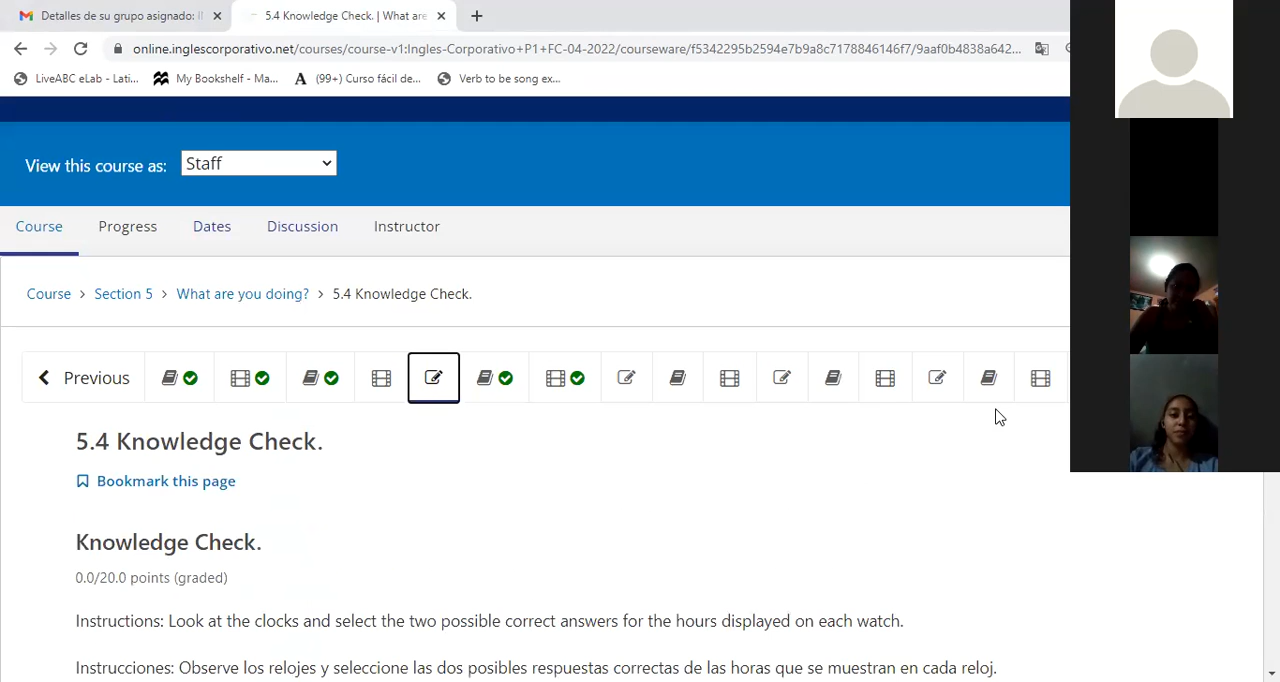 Detalles de su grupo asignado: II
5.4 Knowledge Check. | What are
online.inglescorporativo.net/courses/course-v1:Ingles-Corporativo+P1+FC-04-2022/courseware/f5342295b2594e7b9a8c7178846146f7/9aaf0b4838a642...
LiveABC eLab - Lati...
My Bookshelf - Ma...
(99+) Curso fácil de...
Verb to be song ex...
View this course as:
Staff
Course
Progress
Dates
Discussion
Instructor
Course > Section 5 > What are you doing? > 5.4 Knowledge Check.
Previous
5.4 Knowledge Check.
Bookmark this page
Knowledge Check.
0.0/20.0 points (graded)
Instructions: Look at the clocks and select the two possible correct answers for the hours displayed on each watch.
Instrucciones: Observe los relojes y seleccione las dos posibles respuestas correctas de las horas que se muestran en cada reloj.